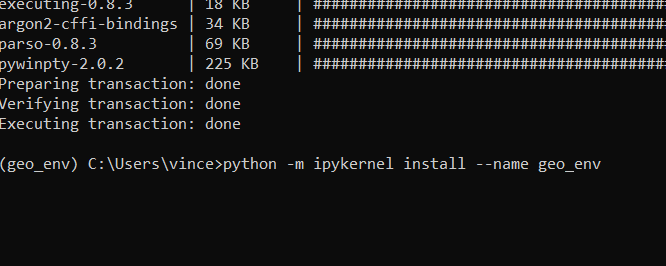 executing-0.8.3 | 18 KB | ########################################
argon2-cffi-bindings | 34 KB | ########################################
parso-0.8.3 | 69 KB | ########################################
pywinpty-2.0.2 | 225 KB | ########################################
Preparing transaction: done
Verifying transaction: done
Executing transaction: done
(geo_env) C:\Users\vince>python -m ipykernel install --name geo_env